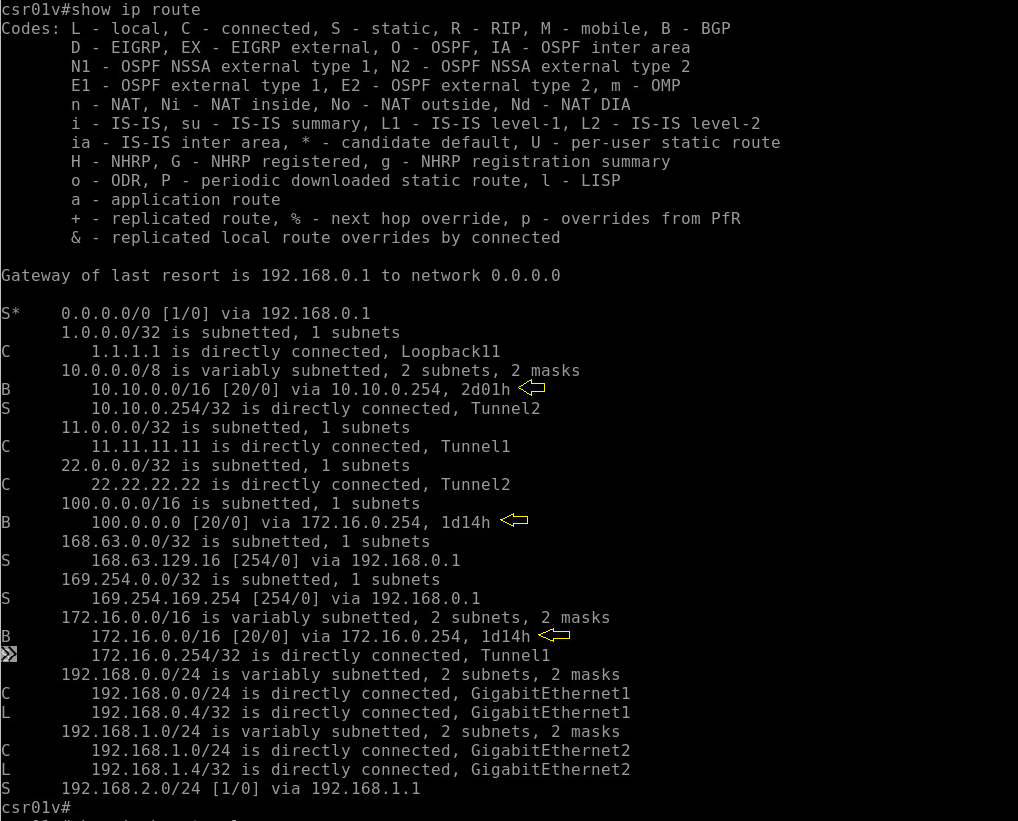 csr01v#show ip route
Codes: L - local, C - connected, S - static, R - RIP, M - mobile, B - BGP
       D - EIGRP, EX - EIGRP external, O - OSPF, IA - OSPF inter area
       N1 - OSPF NSSA external type 1, N2 - OSPF NSSA external type 2
       E1 - OSPF external type 1, E2 - OSPF external type 2, m - OMP
       n - NAT, Ni - NAT inside, No - NAT outside, Nd - NAT DIA
       i - IS-IS, su - IS-IS summary, L1 - IS-IS level-1, L2 - IS-IS level-2
       ia - IS-IS inter area, * - candidate default, U - per-user static route
       H - NHRP, G - NHRP registered, g - NHRP registration summary
       o - ODR, P - periodic downloaded static route, l - LISP
       a - application route
       + - replicated route, % - next hop override, p - overrides from PfR
       & - replicated local route overrides by connected
Gateway of last resort is 192.168.0.1 to network 0.0.0.0
S*    0.0.0.0/0 [1/0] via 192.168.0.1
      1.0.0.0/32 is subnetted, 1 subnets
C        1.1.1.1 is directly connected, Loopback11
      10.0.0.0/8 is variably subnetted, 2 subnets, 2 masks
B        10.10.0.0/16 [20/0] via 10.10.0.254, 2d01h
S        10.10.0.254/32 is directly connected, Tunnel2
      11.0.0.0/32 is subnetted, 1 subnets
C        11.11.11.11 is directly connected, Tunnel1
      22.0.0.0/32 is subnetted, 1 subnets
C        22.22.22.22 is directly connected, Tunnel2
      100.0.0.0/16 is subnetted, 1 subnets
B        100.0.0.0 [20/0] via 172.16.0.254, 1d14h
      168.63.0.0/32 is subnetted, 1 subnets
S        168.63.129.16 [254/0] via 192.168.0.1
      169.254.0.0/32 is subnetted, 1 subnets
S        169.254.169.254 [254/0] via 192.168.0.1
      172.16.0.0/16 is variably subnetted, 2 subnets, 2 masks
B        172.16.0.0/16 [20/0] via 172.16.0.254, 1d14h
         172.16.0.254/32 is directly connected, Tunnel1
      192.168.0.0/24 is variably subnetted, 2 subnets, 2 masks
C        192.168.0.0/24 is directly connected, GigabitEthernet1
L        192.168.0.4/32 is directly connected, GigabitEthernet1
      192.168.1.0/24 is variably subnetted, 2 subnets, 2 masks
C        192.168.1.0/24 is directly connected, GigabitEthernet2
L        192.168.1.4/32 is directly connected, GigabitEthernet2
S     192.168.2.0/24 [1/0] via 192.168.1.1
csr01v#